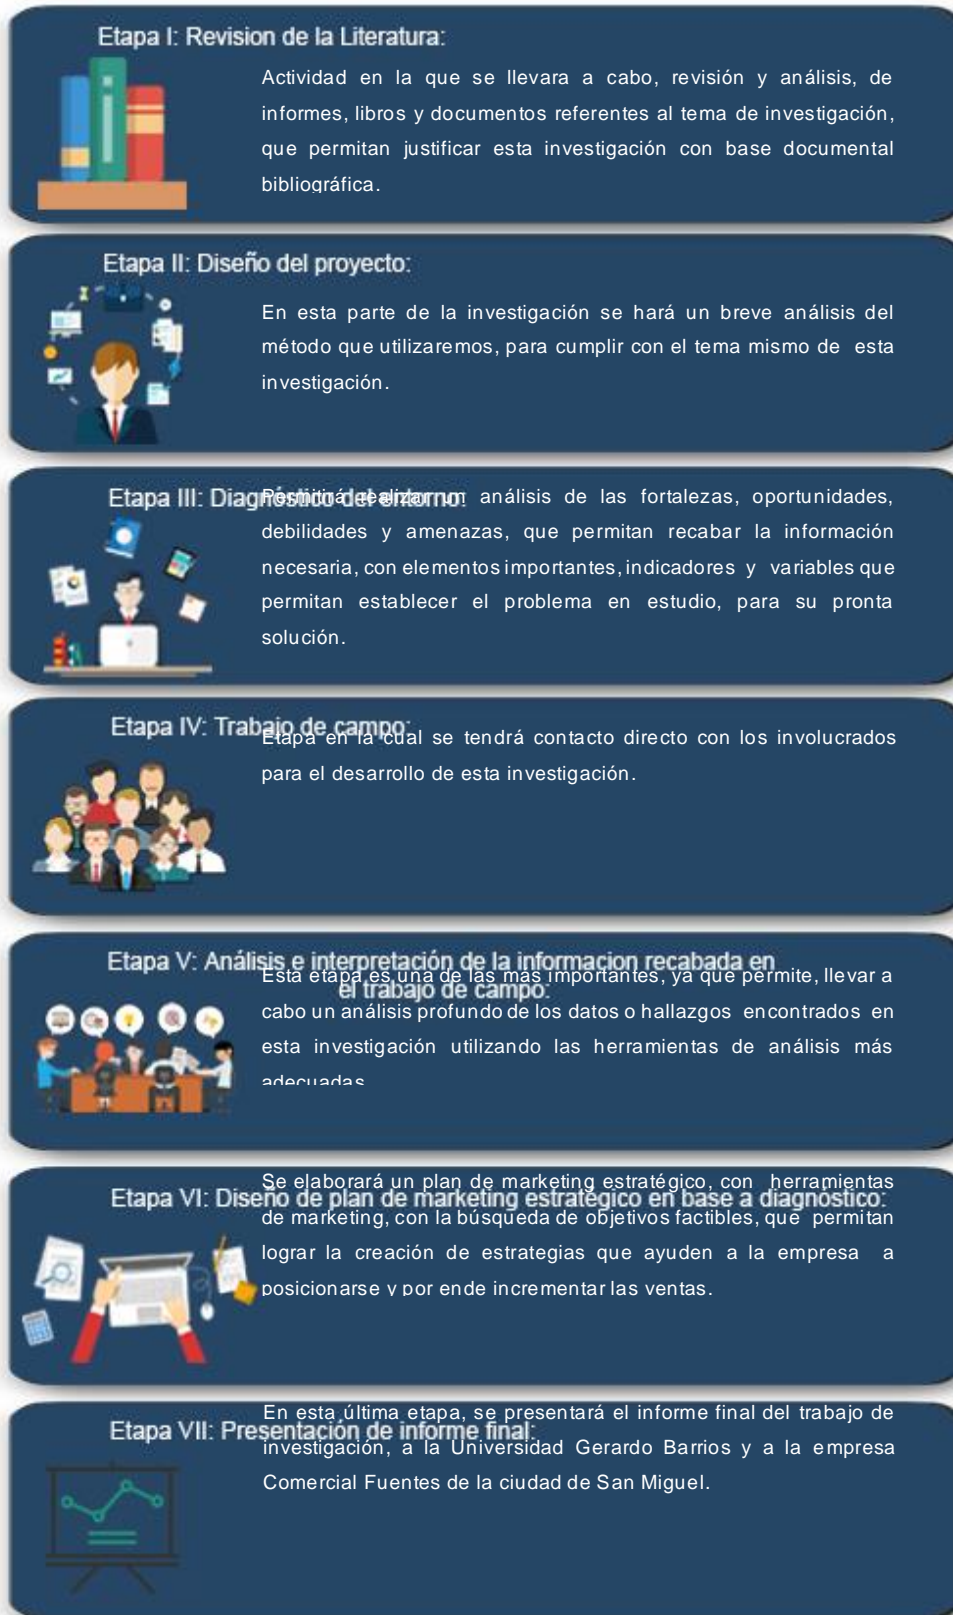 Etapa I: Revision de la Literatura:
Actividad en la que se llevara a cabo, revisión y análisis, de
informes, libros y documentos referentes al tema de investigación,
que permitan justificar esta investigación con base documental
bibliográfica.
Etapa II: Diseño del proyecto:
En esta parte de la investigación se hará un breve análisis del
método que utilizaremos, para cumplir con el tema mismo de esta
investigación.
Etapa III: Diagnóstico del entorno:
Permitirá realizar un análisis de las fortalezas, oportunidades,
debilidades y amenazas, que permitan recabar la información
necesaria, con elementos importantes, indicadores y variables que
permitan establecer el problema en estudio, para su pronta
solución.
Etapa IV: Trabajo de campo:
Etapa en la cual se tendrá contacto directo con los involucrados
para el desarrollo de esta investigación.
Etapa V: Análisis e interpretación de la informacion recabada en
el trabajo de campo:
Esta etapa es una de las más importantes, ya que permite, llevar a
cabo un análisis profundo de los datos o hallazgos encontrados en
esta investigación utilizando las herramientas de análisis más
adecuadas
Etapa VI: Diseño de plan de marketing estratégico en base a diagnóstico:
Se elaborará un plan de marketing estratégico, con herramientas
de marketing, con la búsqueda de objetivos factibles, que permitan
lograr la creación de estrategias que ayuden a la empresa a
posicionarse y por ende incrementar las ventas.
Etapa VII: Presentación de informe final:
En esta última etapa, se presentará el informe final del trabajo de
investigación, a la Universidad Gerardo Barrios y a la empresa
Comercial Fuentes de la ciudad de San Miguel.